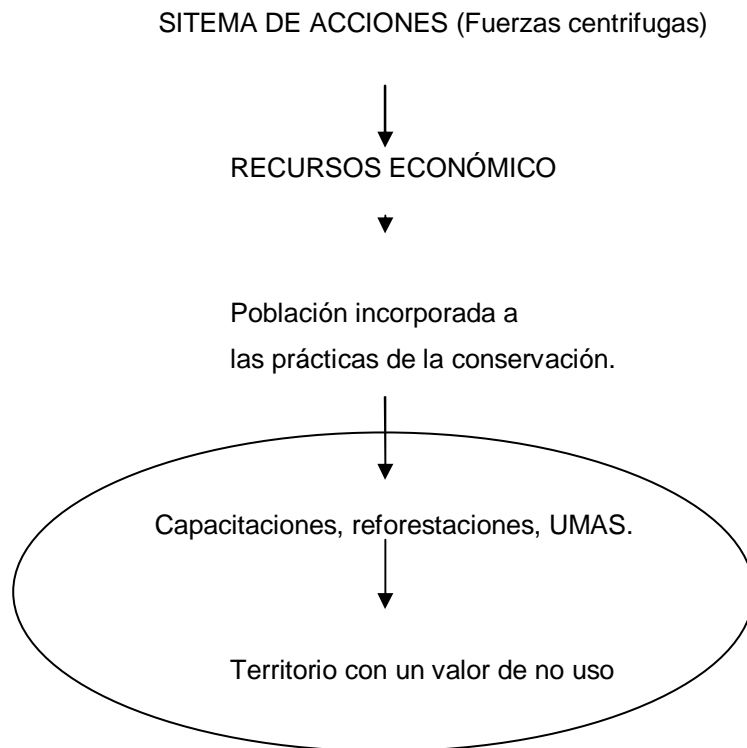 SITEMA DE ACCIONES (Fuerzas centrifugas)
RECURSOS ECONÓMICO
Población incorporada a
las prácticas de la conservación.
Capacitaciones, reforestaciones, UMAS.
Territorio con un valor de no uso